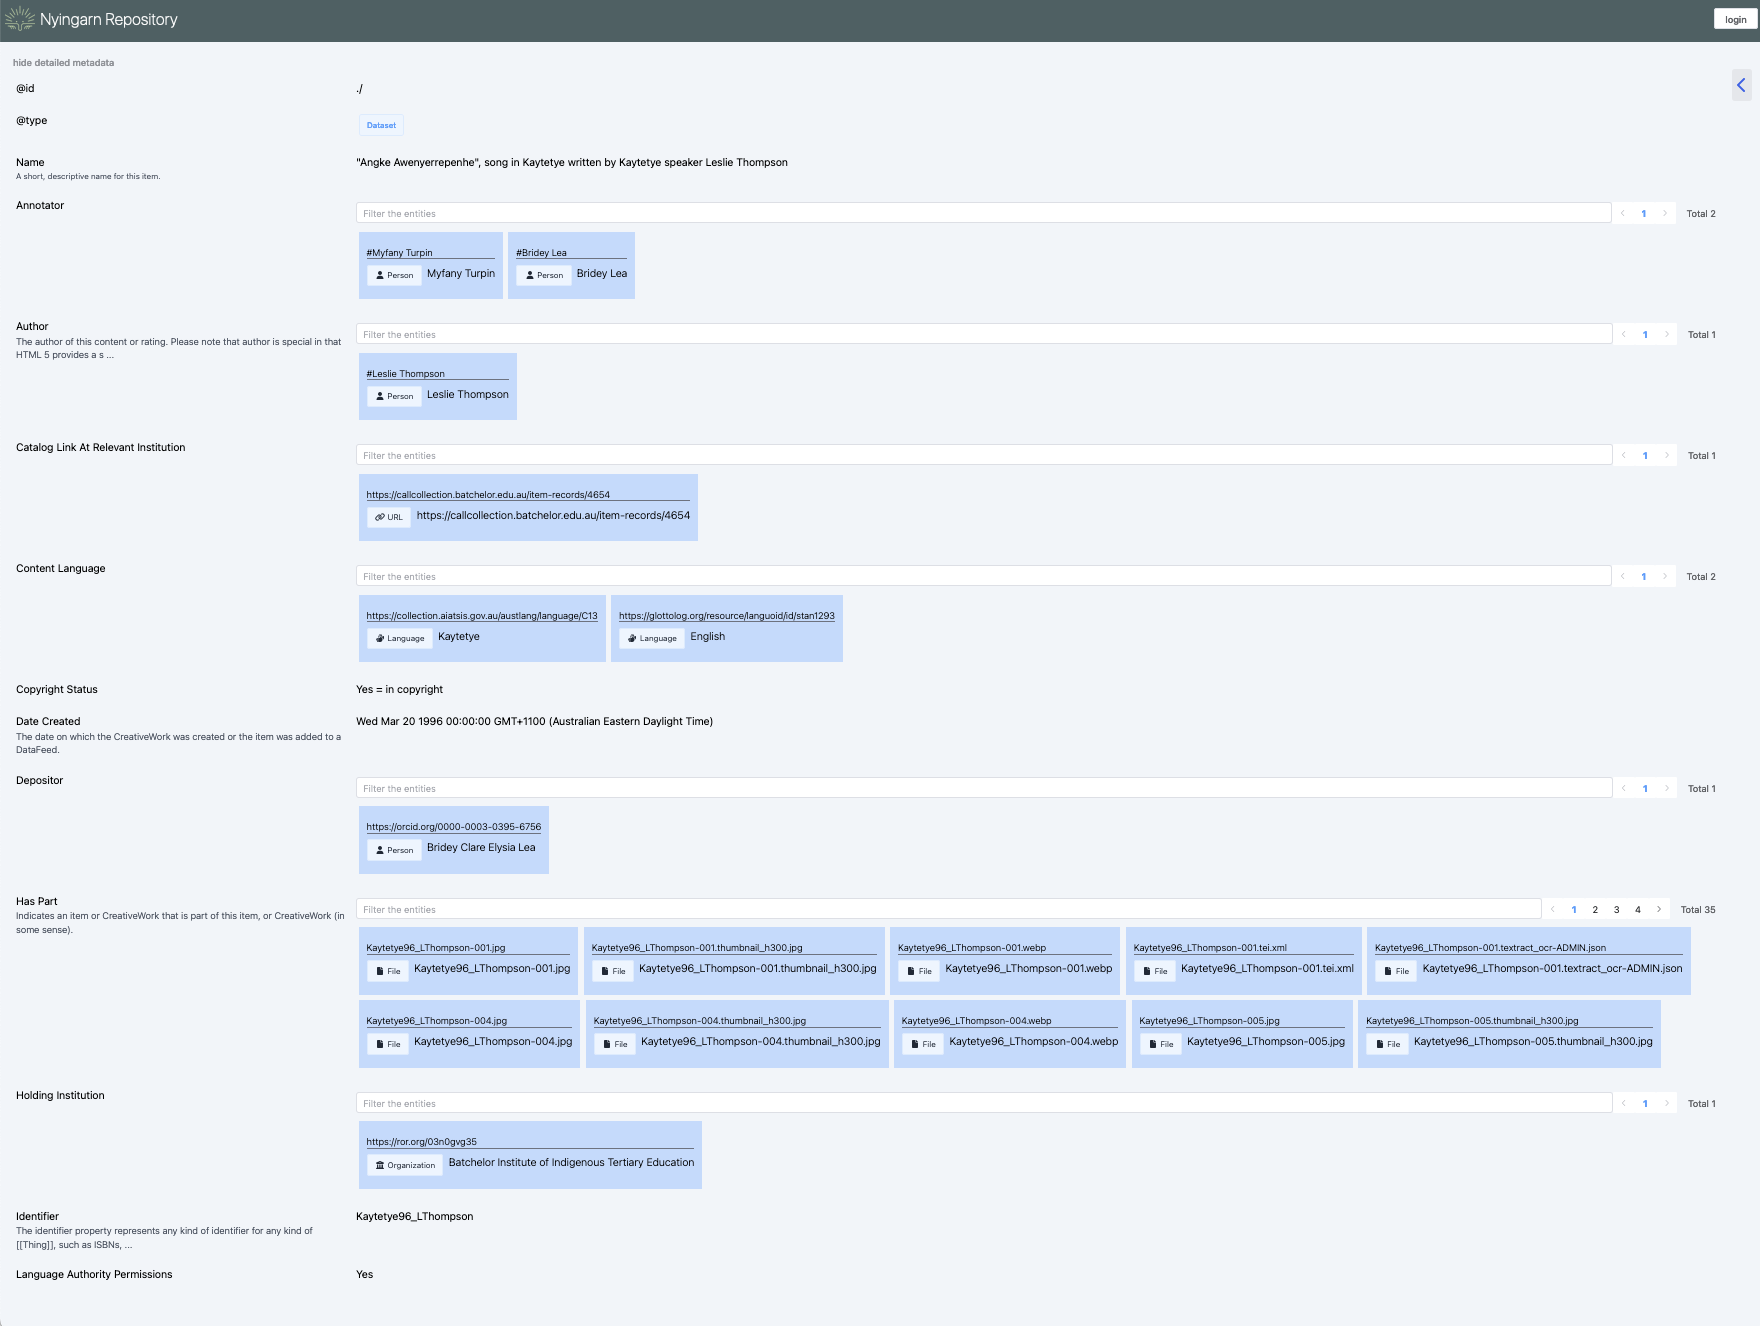 Nyingarn Repository
login
hide detailed metadata
@id
./
@type
Dataset
Name
A short, descriptive name for this item.
"Angke Awenyerrepenhe", song in Kaytetye written by Kaytetye speaker Leslie Thompson
Annotator
Filter the entities
1
Total 2
#Myfany Turpin
Person Myfany Turpin
#Bridey Lea
Person Bridey Lea
Author
The author of this content or rating. Please note that author is special in that
HTML 5 provides a s ...
Filter the entities
1
Total 1
#Leslie Thompson
Person Leslie Thompson
Catalog Link At Relevant Institution
Filter the entities
1
Total 1
https://callcollection.batchelor.edu.au/item-records/4654
URL https://callcollection.batchelor.edu.au/item-records/4654
Content Language
Filter the entities
1
Total 2
https://collection.aiatsis.gov.au/austlang/language/C13
Language Kaytetye
https://glottolog.org/resource/languoid/id/stan1293
Language English
Copyright Status
Yes = in copyright
Date Created
The date on which the CreativeWork was created or the item was added to a
DataFeed.
Wed Mar 20 1996 00:00:00 GMT+1100 (Australian Eastern Daylight Time)
Depositor
Filter the entities
1
Total 1
https://orcid.org/0000-0003-0395-6756
Person Bridey Clare Elysia Lea
Has Part
Indicates an item or CreativeWork that is part of this item, or CreativeWork (in
some sense).
Filter the entities
1 2 3 4
Total 35
Kaytetye96_LThompson-001.jpg
File Kaytetye96_LThompson-001.jpg
Kaytetye96_LThompson-001.thumbnail_h300.jpg
File Kaytetye96_LThompson-001.thumbnail_h300.jpg
Kaytetye96_LThompson-001.webp
File Kaytetye96_LThompson-001.webp
Kaytetye96_LThompson-001.tei.xml
File Kaytetye96_LThompson-001.tei.xml
Kaytetye96_LThompson-001.textract_ocr-ADMIN.json
File Kaytetye96_LThompson-001.textract_ocr-ADMIN.json
Kaytetye96_LThompson-004.jpg
File Kaytetye96_LThompson-004.jpg
Kaytetye96_LThompson-004.thumbnail_h300.jpg
File Kaytetye96_LThompson-004.thumbnail_h300.jpg
Kaytetye96_LThompson-004.webp
File Kaytetye96_LThompson-004.webp
Kaytetye96_LThompson-005.jpg
File Kaytetye96_LThompson-005.jpg
Kaytetye96_LThompson-005.thumbnail_h300.jpg
File Kaytetye96_LThompson-005.thumbnail_h300.jpg
Holding Institution
Filter the entities
1
Total 1
https://ror.org/03n0gvg35
Organization Batchelor Institute of Indigenous Tertiary Education
Identifier
The identifier property represents any kind of identifier for any kind of
[[Thing]], such as ISBNs, ...
Kaytetye96_LThompson
Language Authority Permissions
Yes